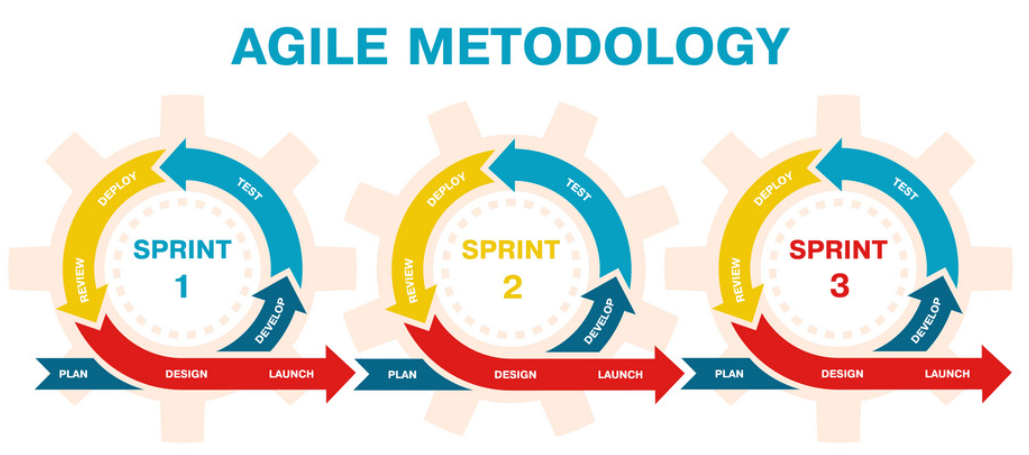 AGILE METODOLOGY
DEPLOY
TEST
SPRINT
1
REVIEW
DEVELOP
PLAN
DESIGN
LAUNCH
DEPLOY
TEST
SPRINT
2
REVIEW
DEVELOP
PLAN
DESIGN
LAUNCH
DEPLOY
TEST
SPRINT
3
REVIEW
DEVELOP
PLAN
DESIGN
LAUNCH